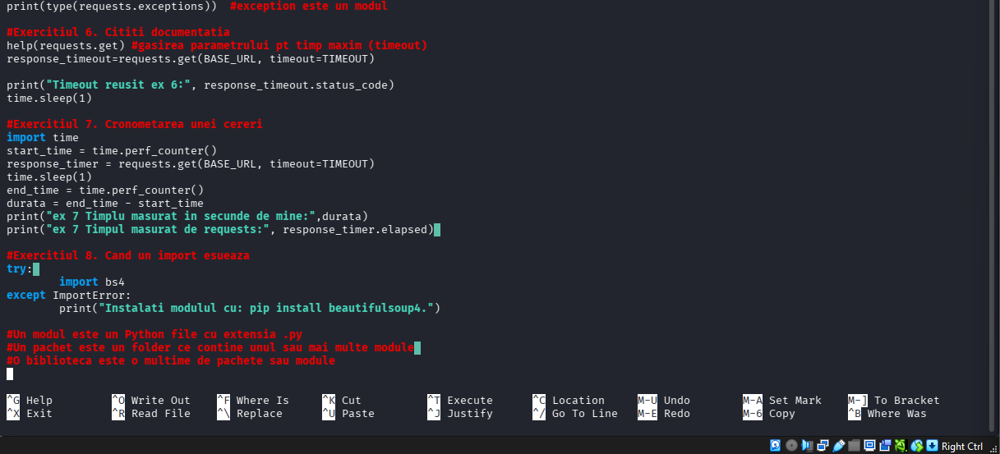 print(type(requests.exceptions))  #exception este un modul
#Exercitiul 6. Cititi documentatia
help(requests.get) #gasirea parametrului pt timp maxim (timeout)
response_timeout=requests.get(BASE_URL, timeout=TIMEOUT)
print("Timeout reusit ex 6:", response_timeout.status_code)
time.sleep(1)
#Exercitiul 7. Cronometarea unei cereri
import time
start_time = time.perf_counter()
response_timer = requests.get(BASE_URL, timeout=TIMEOUT)
time.sleep(1)
end_time = time.perf_counter()
durata = end_time - start_time
print("ex 7 Timplu masurat in secunde de mine:",durata)
print("ex 7 Timpul masurat de requests:", response_timer.elapsed)
#Exercitiul 8. Cand un import esueaza
try:
        import bs4
except ImportError:
        print("Instalati modulul cu: pip install beautifulsoup4.")
#Un modul este un Python file cu extensia .py
#Un pachet este un folder ce contine unul sau mai multe module
#O biblioteca este o multime de pachete sau module
^G Help ^O Write Out ^F Where Is ^K Cut ^T Execute ^C Location M-U Undo M-A Set Mark M-] To Bracket
^X Exit ^R Read File ^\ Replace ^U Paste ^J Justify ^/ Go To Line M-E Redo M-6 Copy ^B Where Was
Right Ctrl